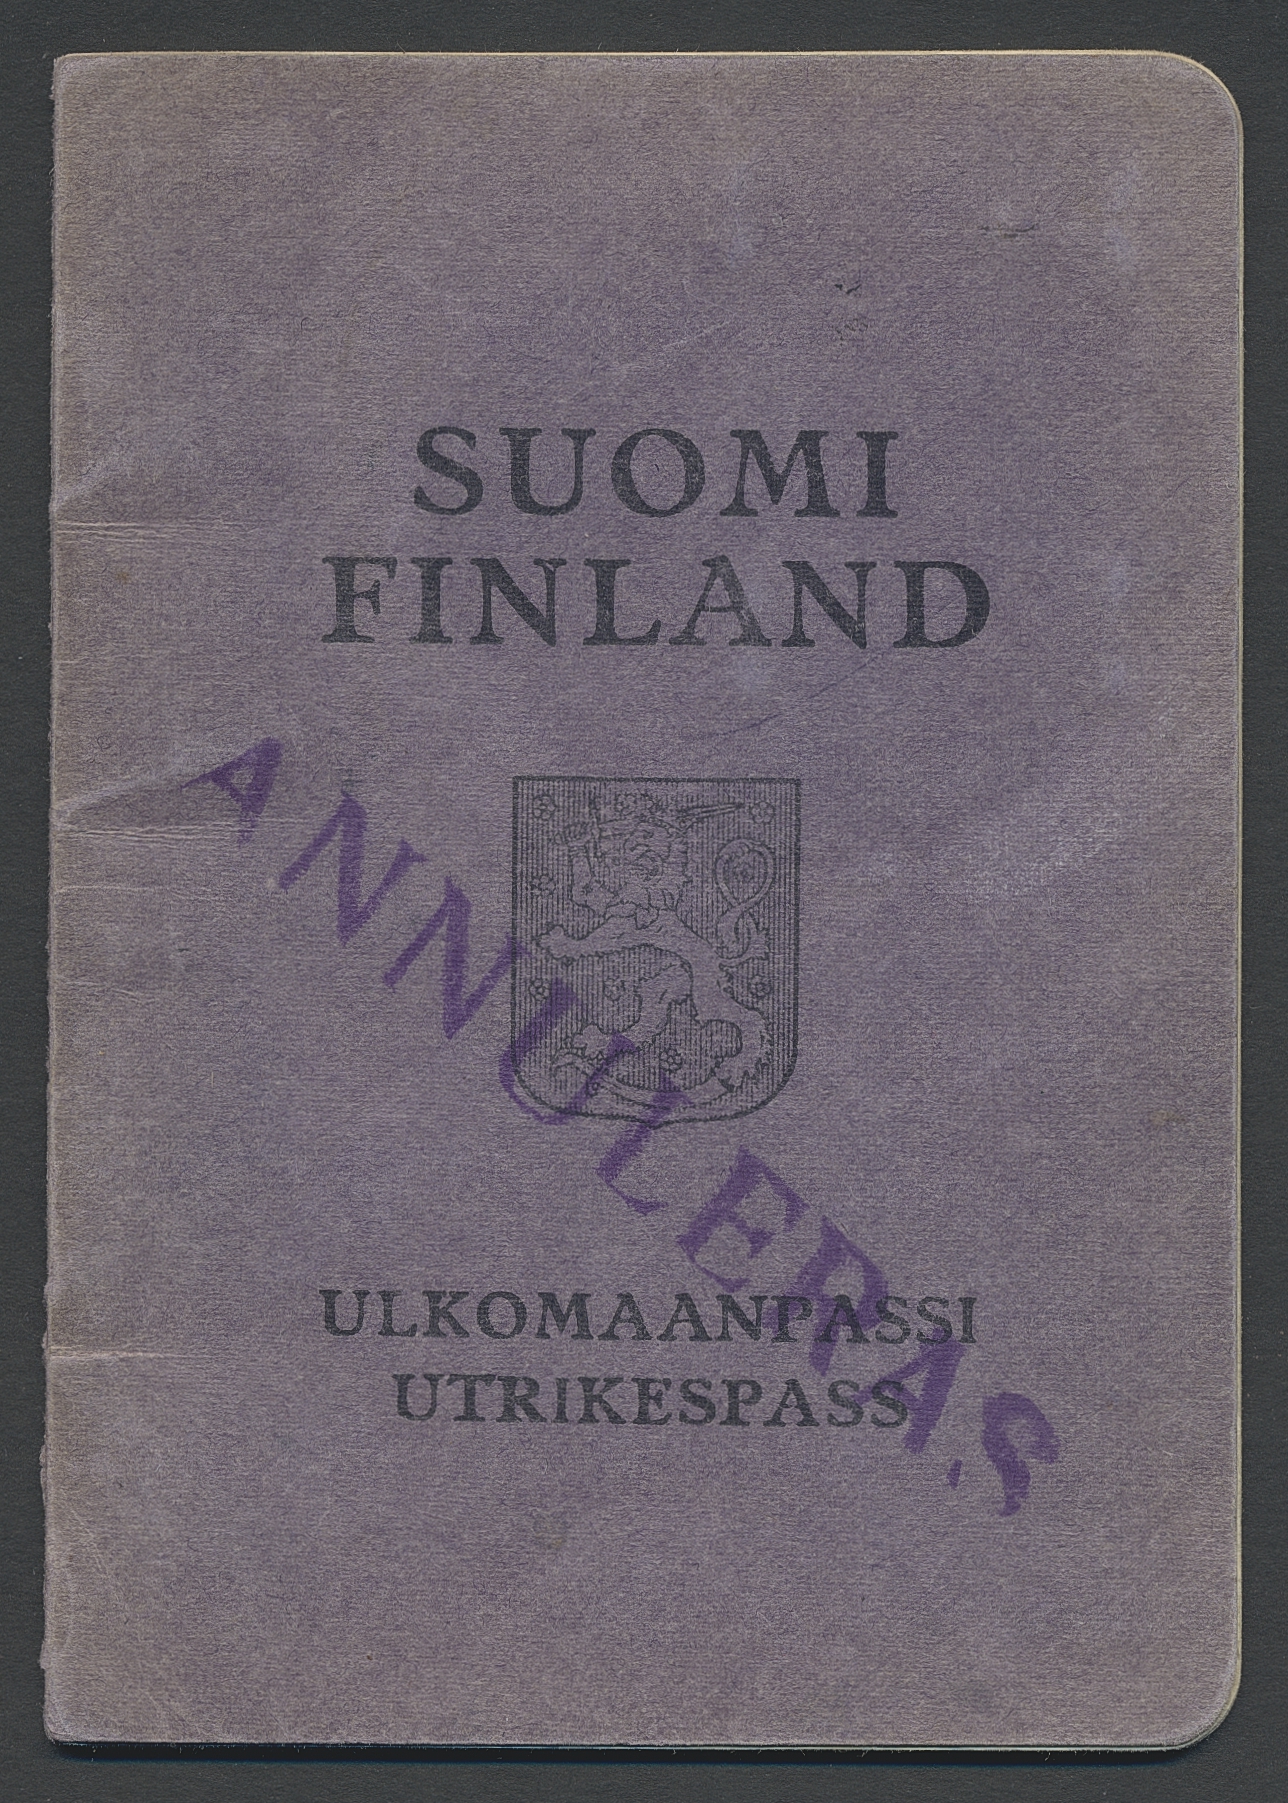 SUOMI
FINLAND
ANNULERAS
ULKOMAANPASSI
UTRIKESPASS